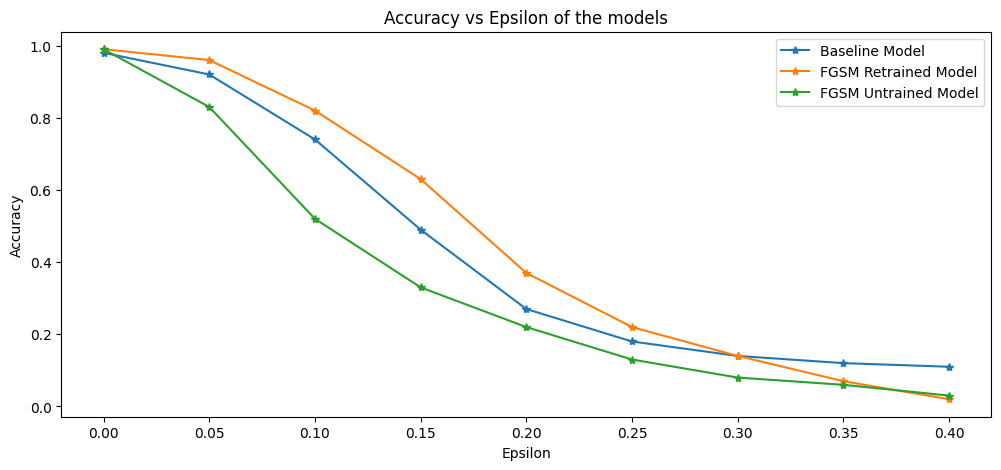 Accuracy vs Epsilon of the models
Baseline Model
FGSM Retrained Model
FGSM Untrained Model
Accuracy
1.0
0.8
0.6
0.4
0.2
0.0
0.00 0.05 0.10 0.15 0.20 0.25 0.30 0.35 0.40
Epsilon